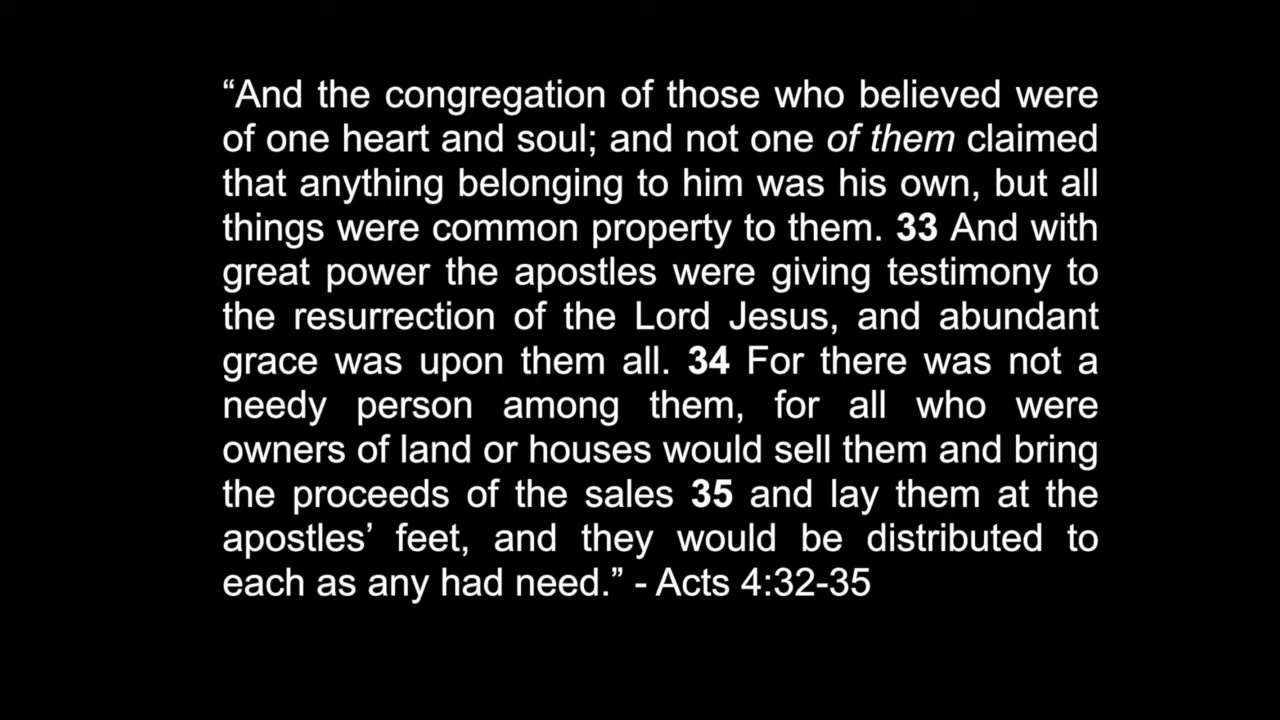 “And the congregation of those who believed were
of one heart and soul; and not one of them claimed
that anything belonging to him was his own, but all
things were common property to them. 33 And with
great power the apostles were giving testimony to
the resurrection of the Lord Jesus, and abundant
grace was upon them all. 34 For there was not a
needy person among them, for all who were
owners of land or houses would sell them and bring
the proceeds of the sales 35 and lay them at the
apostles’ feet, and they would be distributed to
each as any had need.” - Acts 4:32-35